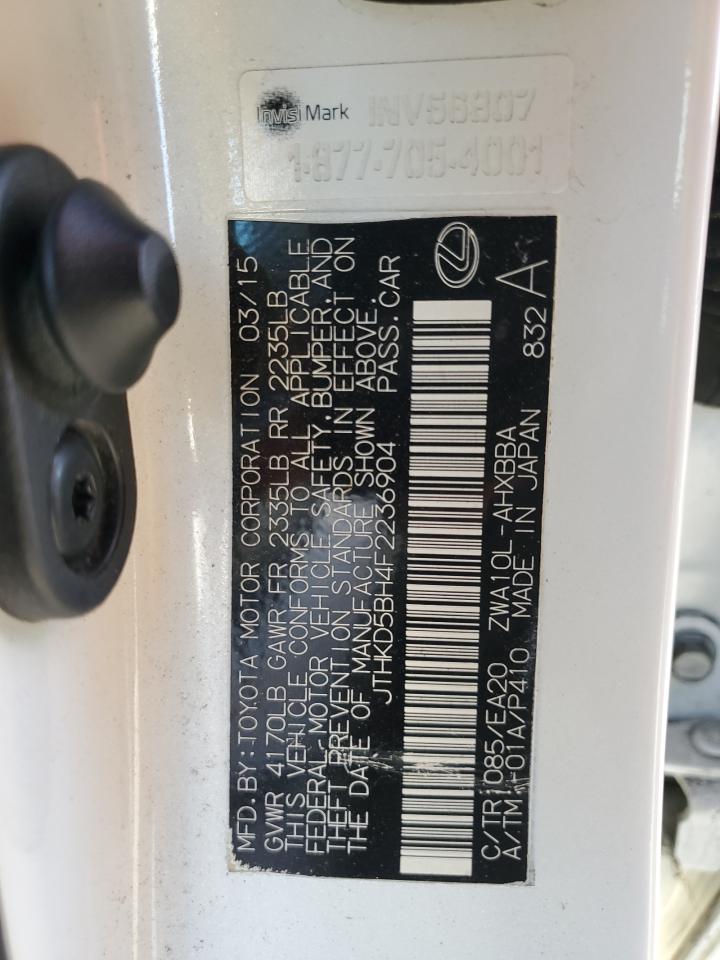 Invisi Mark INV56807
1-877-705-4001
MFD. BY: TOYOTA MOTOR CORPORATION 03/15
GVWR 4170LB GAWR FR 2335LB RR 2235LB
THIS VEHICLE CONFORMS TO ALL APPLICABLE
FEDERAL MOTOR VEHICLE SAFETY, BUMPER, AND
THEFT PREVENTION STANDARDS IN EFFECT ON
THE DATE OF MANUFACTURE SHOWN ABOVE.
JTHKD5BH4F2236904 PASS. CAR
C/TR 085/EA20 ZWA10L-AHXBBA 832
A/TM -01A/P410 MADE IN JAPAN A